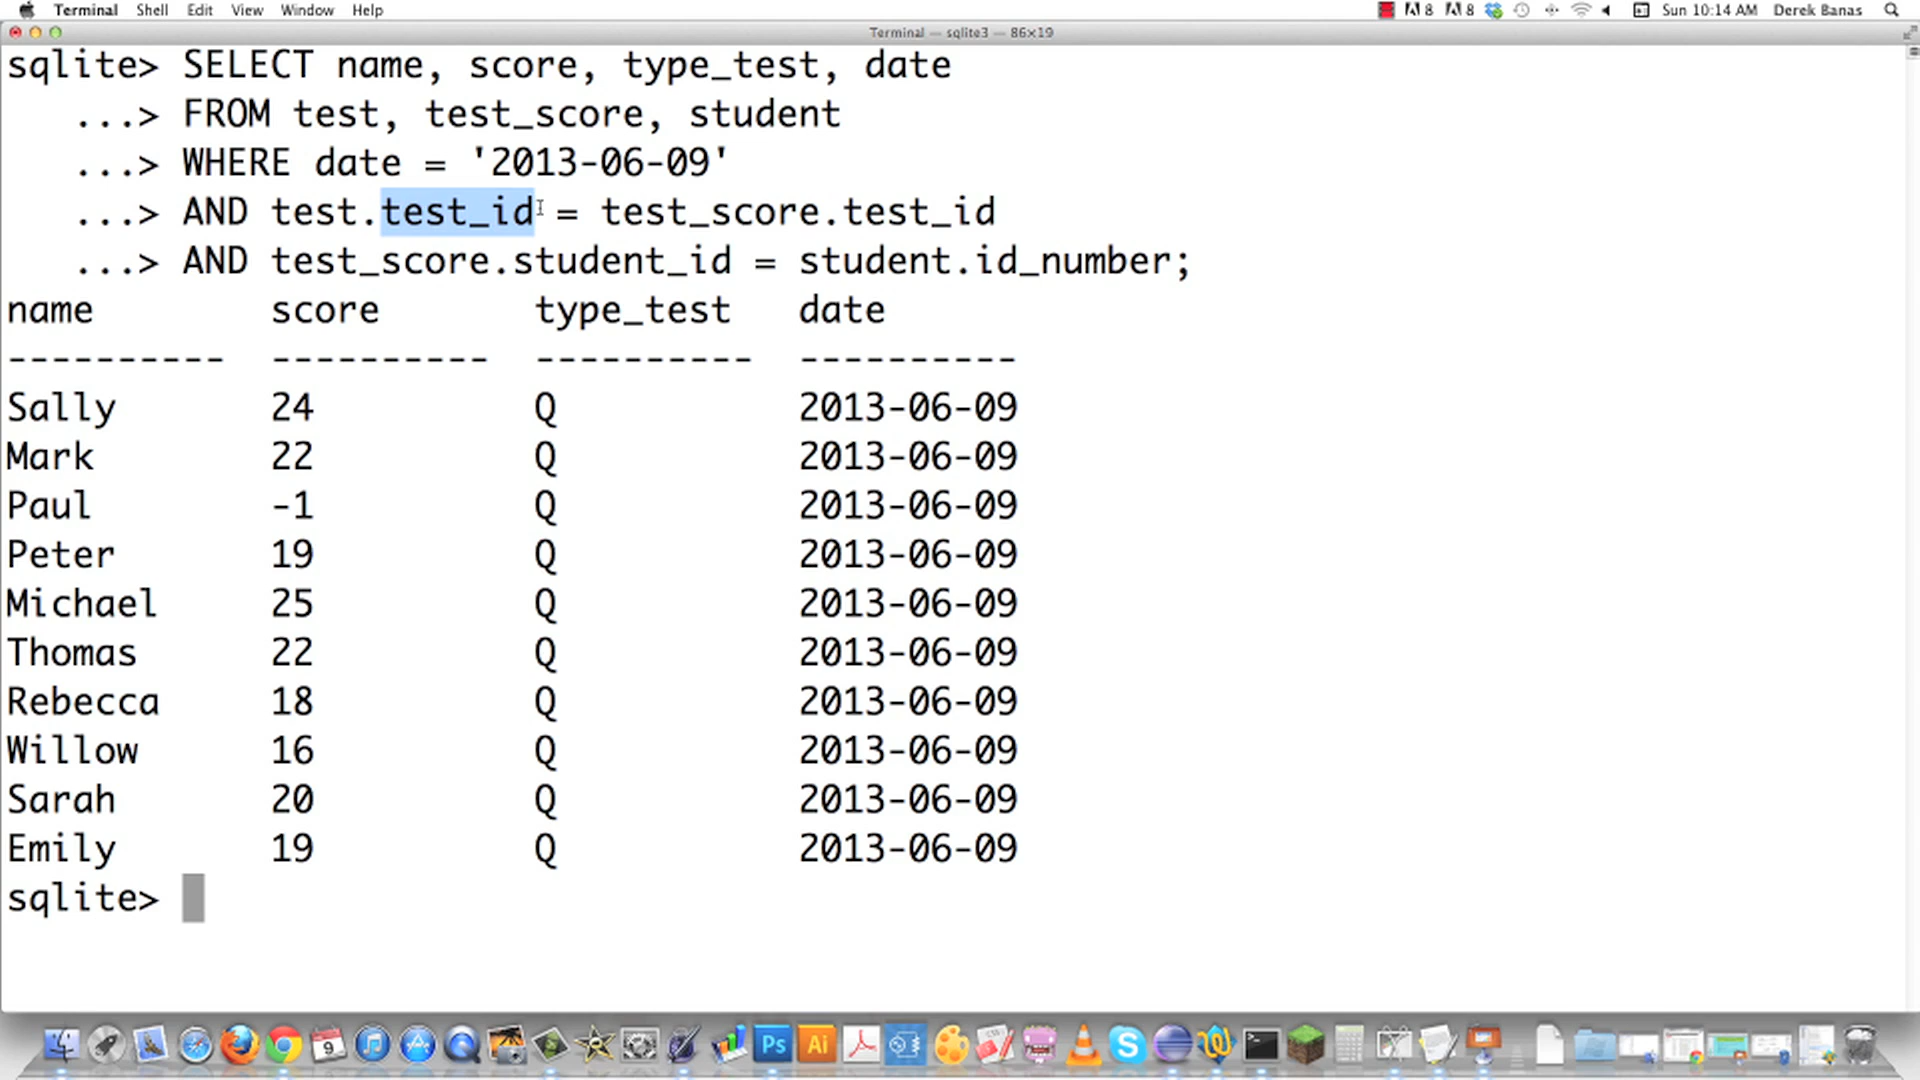 Terminal Shell Edit View Window Help 8 8 Sun 10:14 AM Derek Banas
Terminal — sqlite3 — 86×19
sqlite> SELECT name, score, type_test, date
...> FROM test, test_score, student
...> WHERE date = '2013-06-09'
...> AND test.test_id = test_score.test_id
...> AND test_score.student_id = student.id_number;
name score type_test date
---------- ---------- ---------- ----------
Sally 24 Q 2013-06-09
Mark 22 Q 2013-06-09
Paul -1 Q 2013-06-09
Peter 19 Q 2013-06-09
Michael 25 Q 2013-06-09
Thomas 22 Q 2013-06-09
Rebecca 18 Q 2013-06-09
Willow 16 Q 2013-06-09
Sarah 20 Q 2013-06-09
Emily 19 Q 2013-06-09
sqlite>
9 Ps Ai